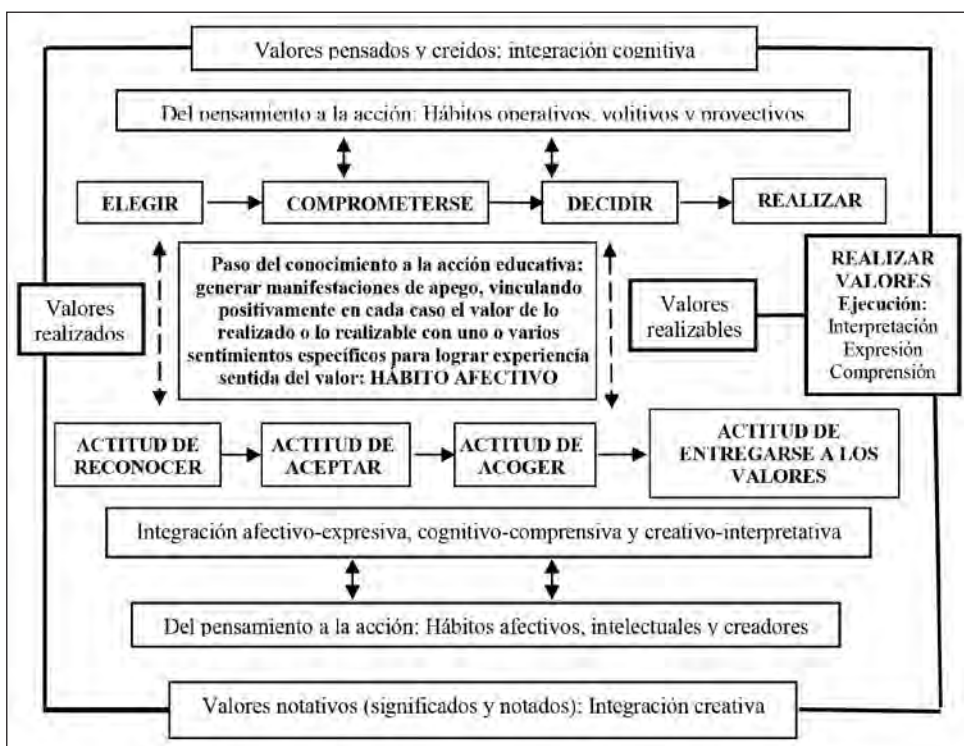 Valores pensados y creídos: integración cognitiva
Del pensamiento a la acción: Hábitos operativos, volitivos y proyectivos
ELEGIR
COMPROMETERSE
DECIDIR
REALIZAR
Valores
realizados
Paso del conocimiento a la acción educativa:
generar manifestaciones de apego, vinculando
positivamente en cada caso el valor de lo
realizado o lo realizable con uno o varios
sentimientos específicos para lograr experiencia
sentida del valor: HÁBITO AFECTIVO
Valores
realizables
REALIZAR
VALORES
Ejecución:
Interpretación
Expresión
Comprensión
ACTITUD DE
RECONOCER
ACTITUD DE
ACEPTAR
ACTITUD DE
ACOGER
ACTITUD DE
ENTREGARSE A LOS
VALORES
Integración afectivo-expresiva, cognitivo-comprensiva y creativo-interpretativa
Del pensamiento a la acción: Hábitos afectivos, intelectuales y creadores
Valores notativos (significados y notados): Integración creativa